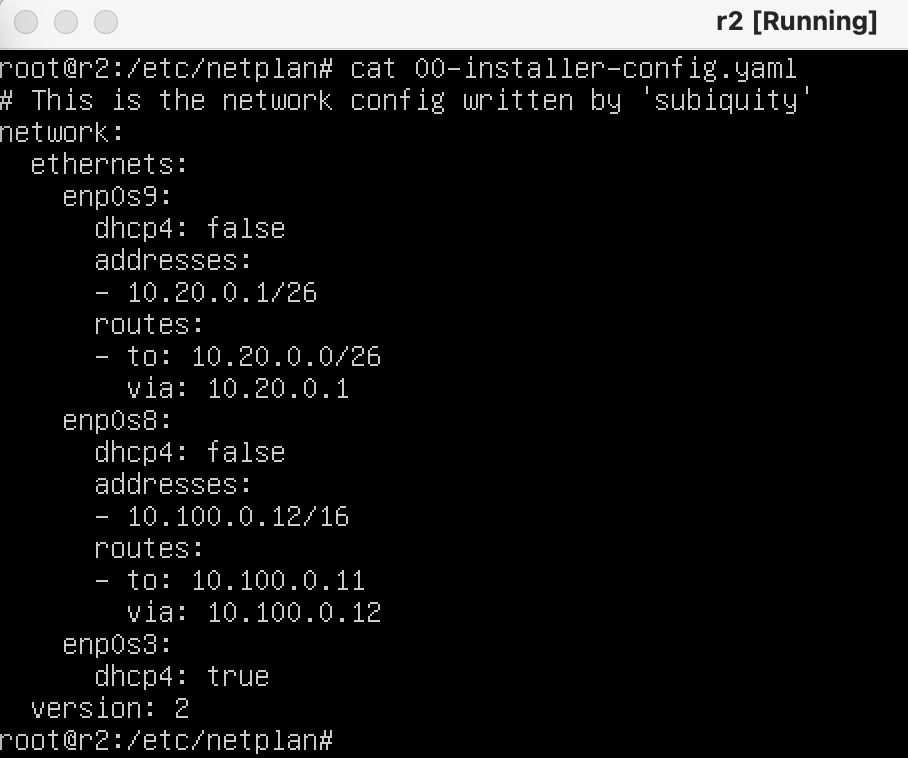 r2 [Running]
root@r2:/etc/netplan# cat 00-installer-config.yaml
# This is the network config written by 'subiquity'
network:
  ethernets:
    enp0s9:
      dhcp4: false
      addresses:
      - 10.20.0.1/26
      routes:
      - to: 10.20.0.0/26
        via: 10.20.0.1
    enp0s8:
      dhcp4: false
      addresses:
      - 10.100.0.12/16
      routes:
      - to: 10.100.0.11
        via: 10.100.0.12
    enp0s3:
      dhcp4: true
  version: 2
root@r2:/etc/netplan#